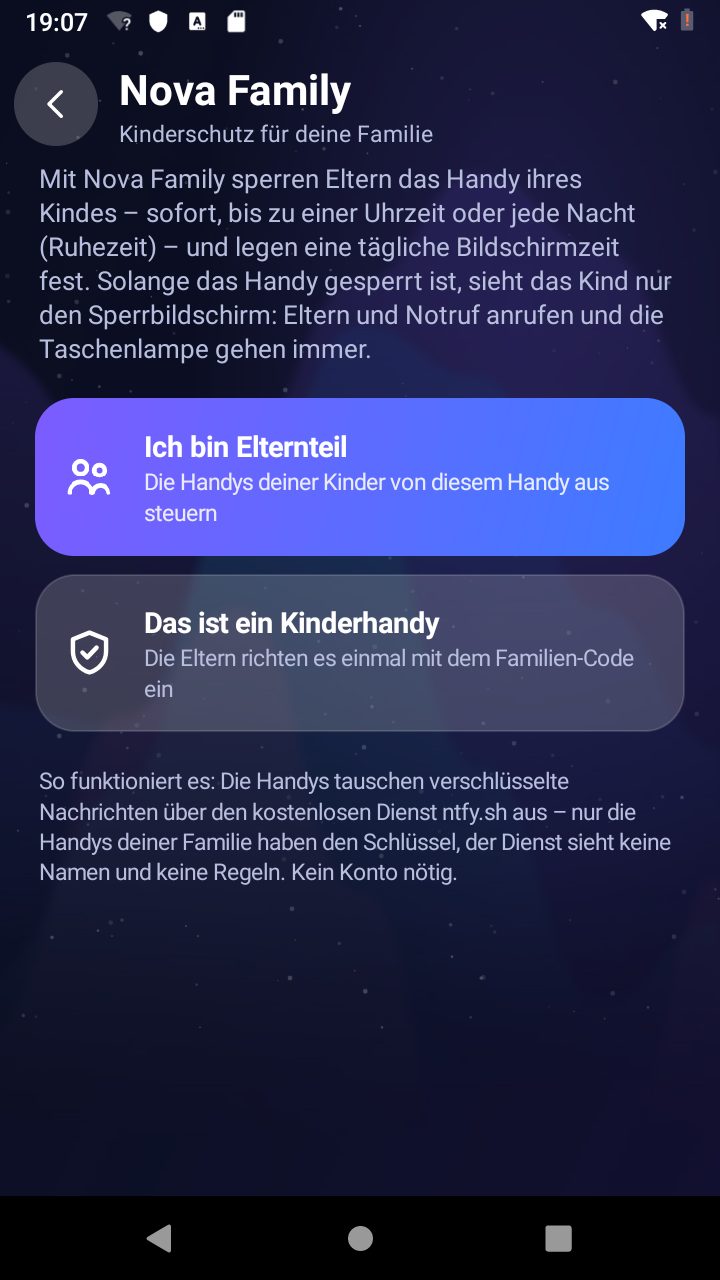 19:07
Nova Family
Kinderschutz für deine Familie
Mit Nova Family sperren Eltern das Handy ihres
Kindes – sofort, bis zu einer Uhrzeit oder jede Nacht
(Ruhezeit) – und legen eine tägliche Bildschirmzeit
fest. Solange das Handy gesperrt ist, sieht das Kind nur
den Sperrbildschirm: Eltern und Notruf anrufen und die
Taschenlampe gehen immer.
Ich bin Elternteil
Die Handys deiner Kinder von diesem Handy aus
steuern
Das ist ein Kinderhandy
Die Eltern richten es einmal mit dem Familien-Code
ein
So funktioniert es: Die Handys tauschen verschlüsselte
Nachrichten über den kostenlosen Dienst ntfy.sh aus – nur die
Handys deiner Familie haben den Schlüssel, der Dienst sieht keine
Namen und keine Regeln. Kein Konto nötig.